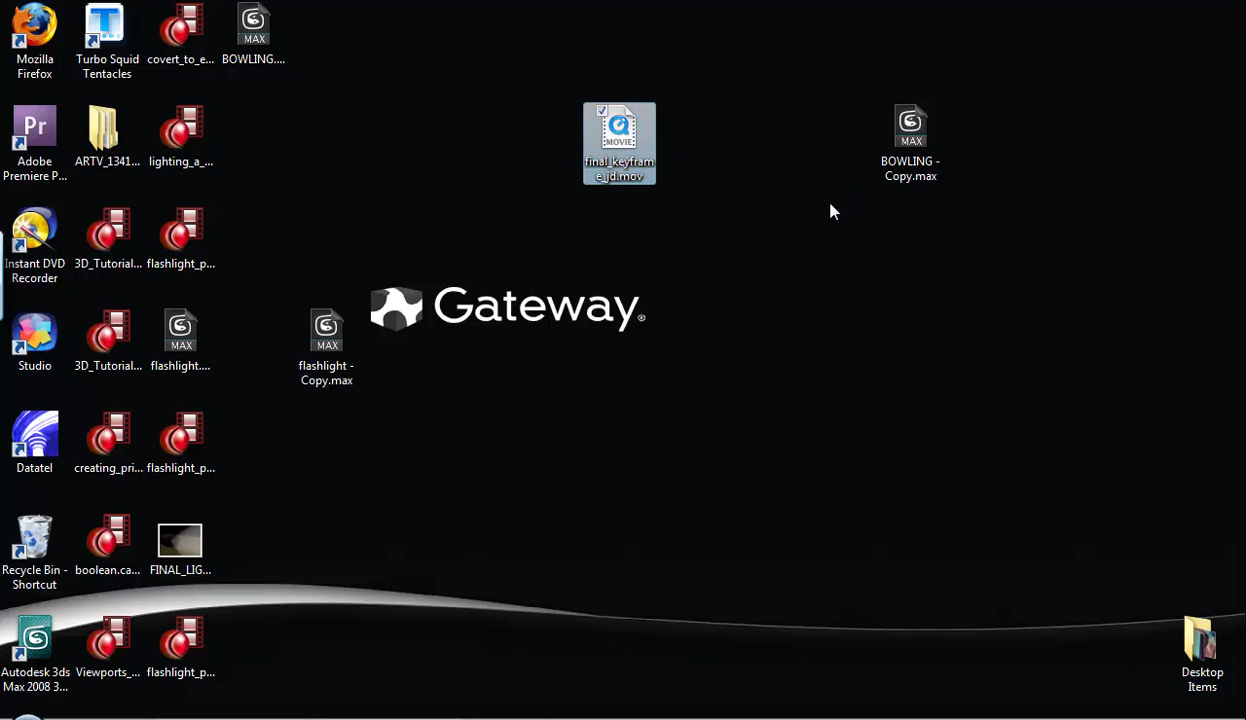 Mozilla
Firefox
Turbo Squid
Tentacles
covert_to_e...
MAX
BOWLING....
Pr
Adobe
Premiere P...
ARTV_1341...
lighting_a_...
MOVIE
final_keyfram
e_jd.mov
MAX
BOWLING -
Copy.max
Instant DVD
Recorder
3D_Tutorial...
flashlight_p...
Gateway
Studio
3D_Tutorial...
MAX
flashlight....
MAX
flashlight -
Copy.max
Datatel
creating_pri...
flashlight_p...
Recycle Bin -
Shortcut
boolean.ca...
FINAL_LIG...
Autodesk 3ds
Max 2008 3...
Viewports_...
flashlight_p...
Desktop
Items